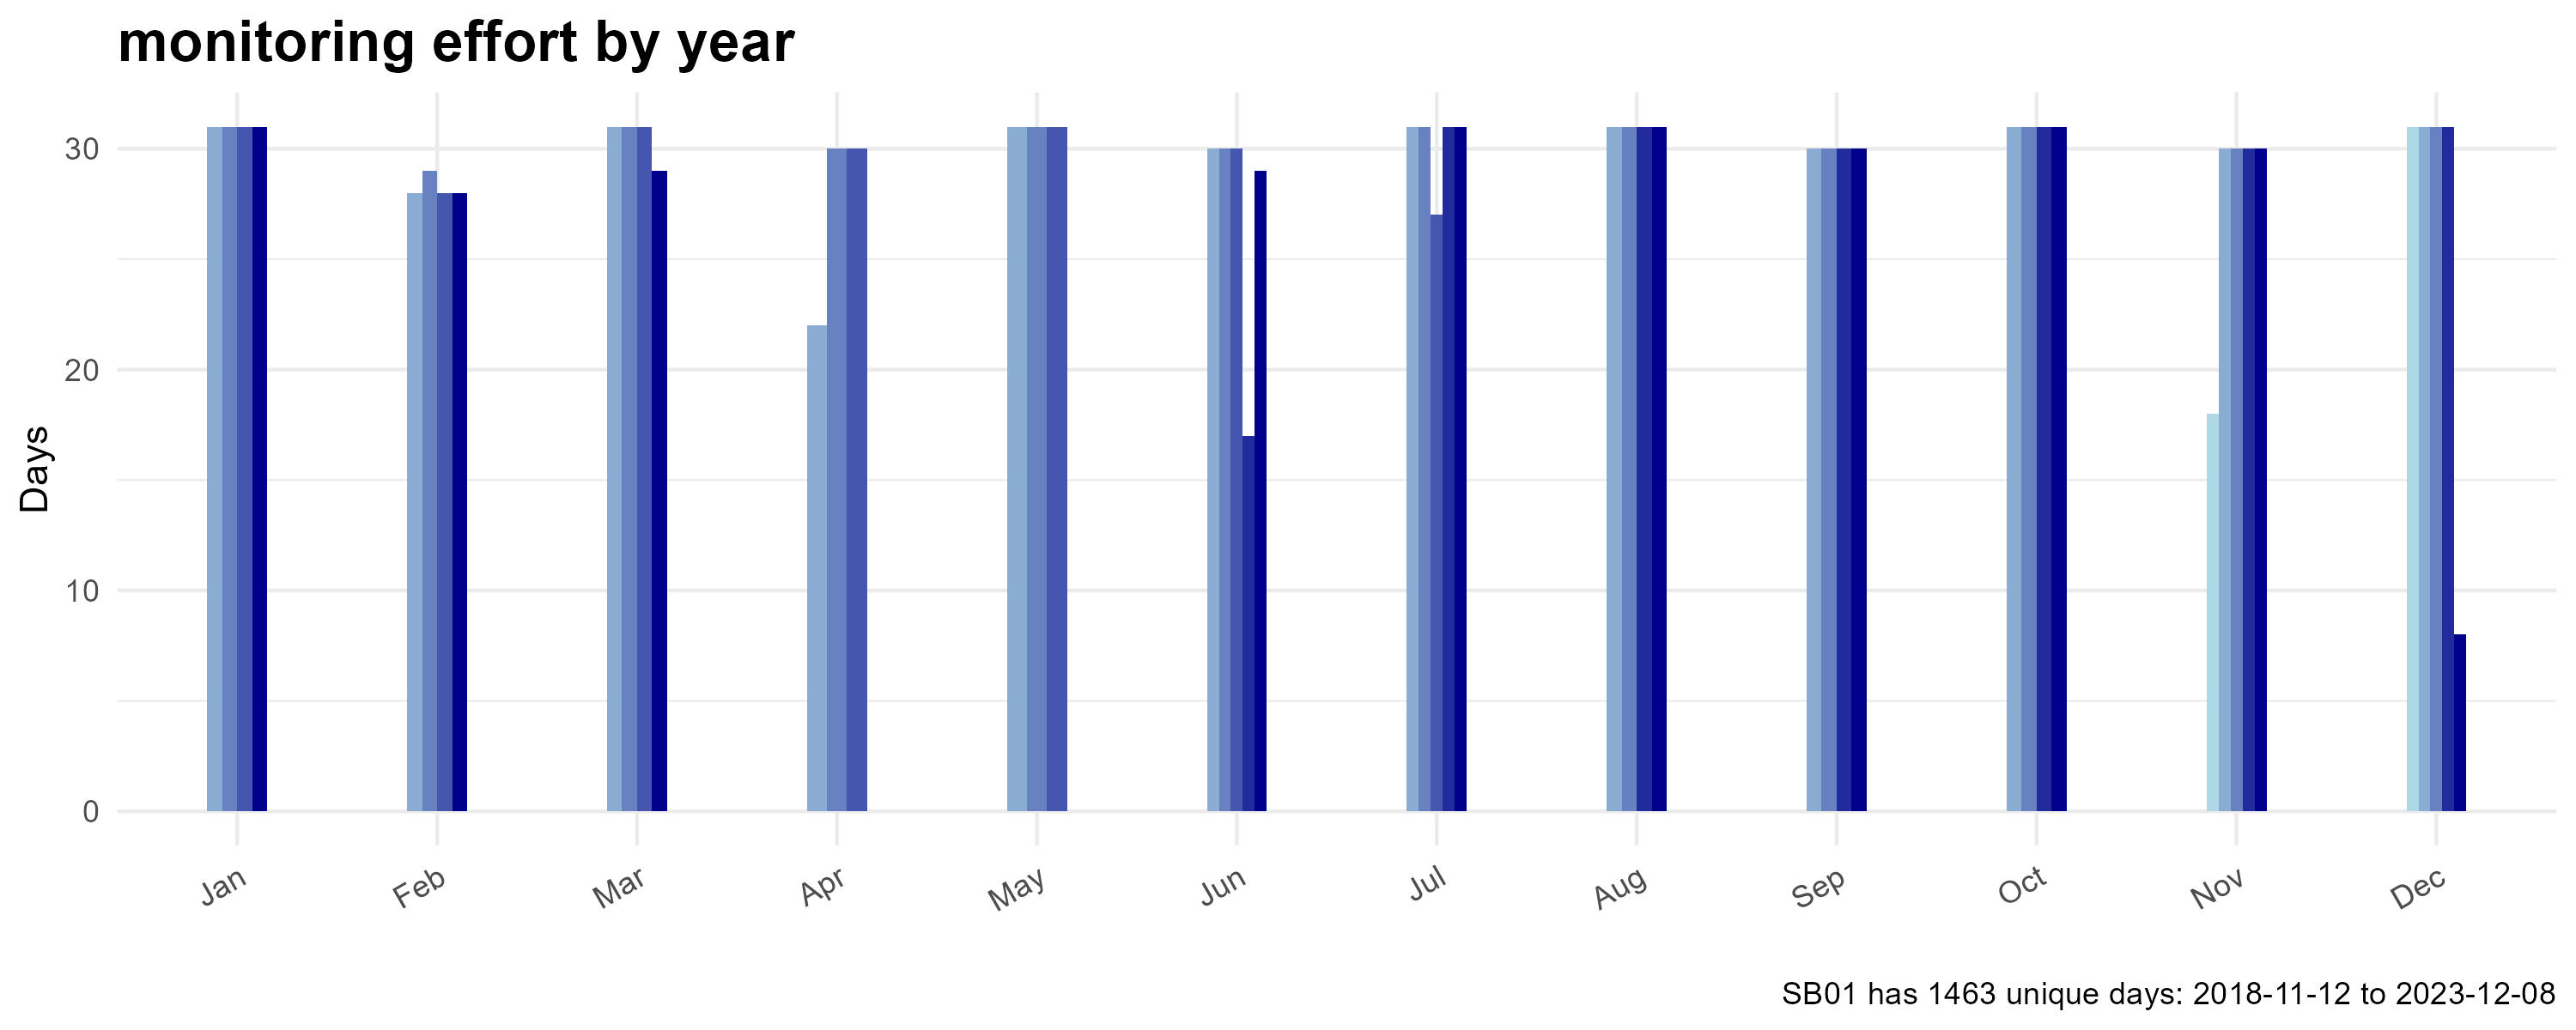 monitoring effort by year
Days
30
20
10
0
Jan Feb Mar Apr May Jun Jul Aug Sep Oct Nov Dec
SB01 has 1463 unique days: 2018-11-12 to 2023-12-08